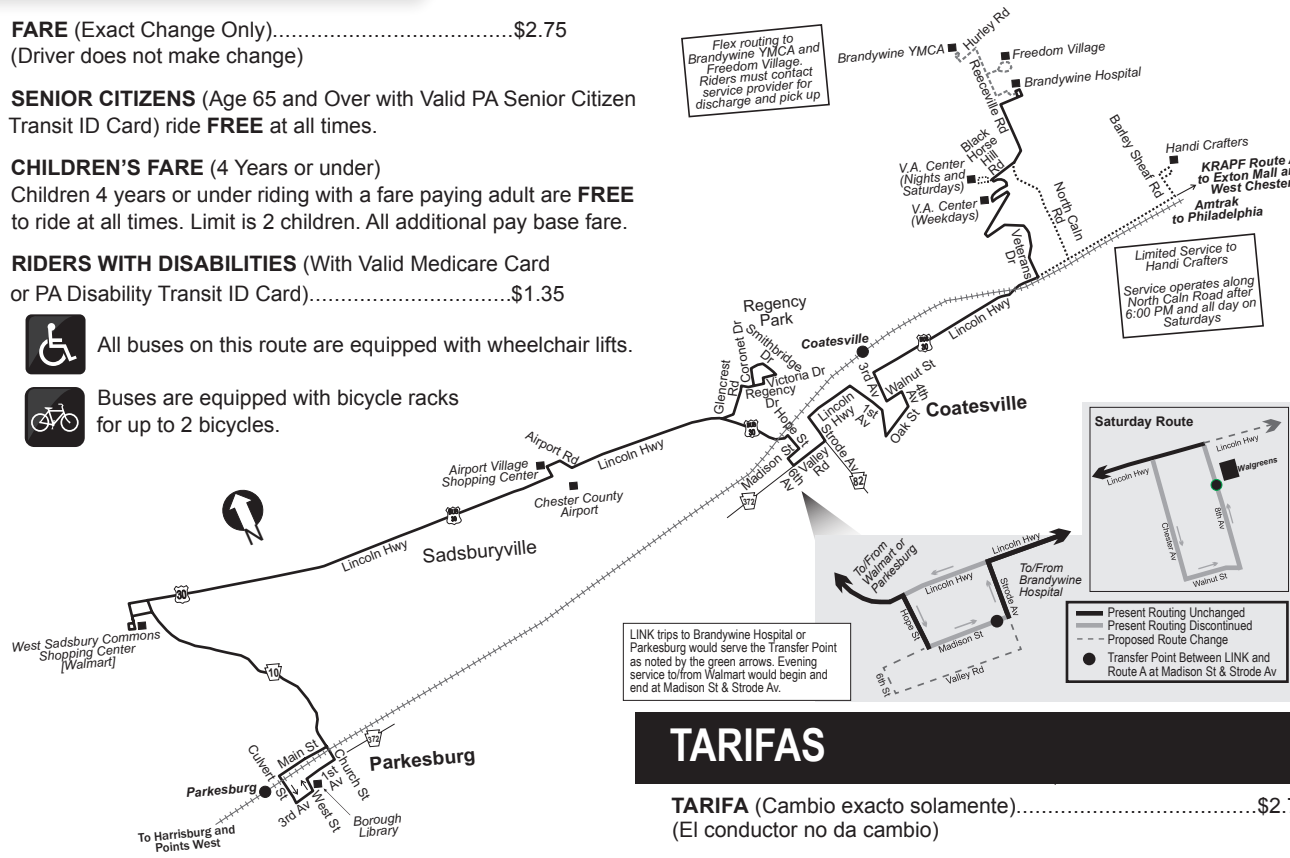 FARE (Exact Change Only)......................................$2.75
(Driver does not make change)
SENIOR CITIZENS (Age 65 and Over with Valid PA Senior Citizen
Transit ID Card) ride FREE at all times.
CHILDREN'S FARE (4 Years or under)
Children 4 years or under riding with a fare paying adult are FREE
to ride at all times. Limit is 2 children. All additional pay base fare.
RIDERS WITH DISABILITIES (With Valid Medicare Card
or PA Disability Transit ID Card)....................................$1.35
All buses on this route are equipped with wheelchair lifts.
Buses are equipped with bicycle racks
for up to 2 bicycles.
Flex routing to
Brandywine YMCA and
Freedom Village.
Riders must contact
service provider for
discharge and pick up
Brandywine YMCA
Hurley Rd
Freedom Village
Reeceville Rd
Brandywine Hospital
Black
Horse
Hill
Rd
V.A. Center
(Nights and
Saturdays)
V.A. Center
(Weekdays)
Barley Sheaf Rd
Handi Crafters
KRAPF Route
to Exton Mall
West Chester
Amtrak
to Philadelphia
North Caln
Rd
Veterans
Dr
Limited Service to
Handi Crafters
Service operates along
North Caln Road after
6:00 PM and all day on
Saturdays
Lincoln Hwy
Regency
Park
Coronet Dr
Smithbridge
Dr
Victoria Dr
Regency
Dr
Glencrest
Rd
Coatesville
3rd Av
Walnut St
4th
Av
Oak St
Coatesville
Lincoln
Hwy
1st
Av
Strode Av
82
Hope St
Madison St
Valley
Rd
6th
Av
372
30
Airport Rd
Lincoln Hwy
Airport Village
Shopping Center
Chester County
Airport
Sadsburyville
Lincoln Hwy
30
West Sadsbury Commons
Shopping Center
[Walmart]
10
372
Parkesburg
Main St
Culvert
St
Church St
1st
Av
3rd Av
West St
Parkesburg
Borough
Library
To Harrisburg and
Points West
Saturday Route
Lincoln Hwy
Lincoln Hwy
Walgreens
8th Av
Chester Av
Walnut St
To/From
Walmart or
Parkesburg
Lincoln Hwy
Lincoln Hwy
To/From
Brandywine
Hospital
Hope St
Strode Av
Madison St
6th St
Valley Rd
LINK trips to Brandywine Hospital or
Parkesburg would serve the Transfer Point
as noted by the green arrows. Evening
service to/from Walmart would begin and
end at Madison St & Strode Av.
Present Routing Unchanged
Present Routing Discontinued
Proposed Route Change
Transfer Point Between LINK and
Route A at Madison St & Strode Av
TARIFAS
TARIFA (Cambio exacto solamente)......................................$2.
(El conductor no da cambio)